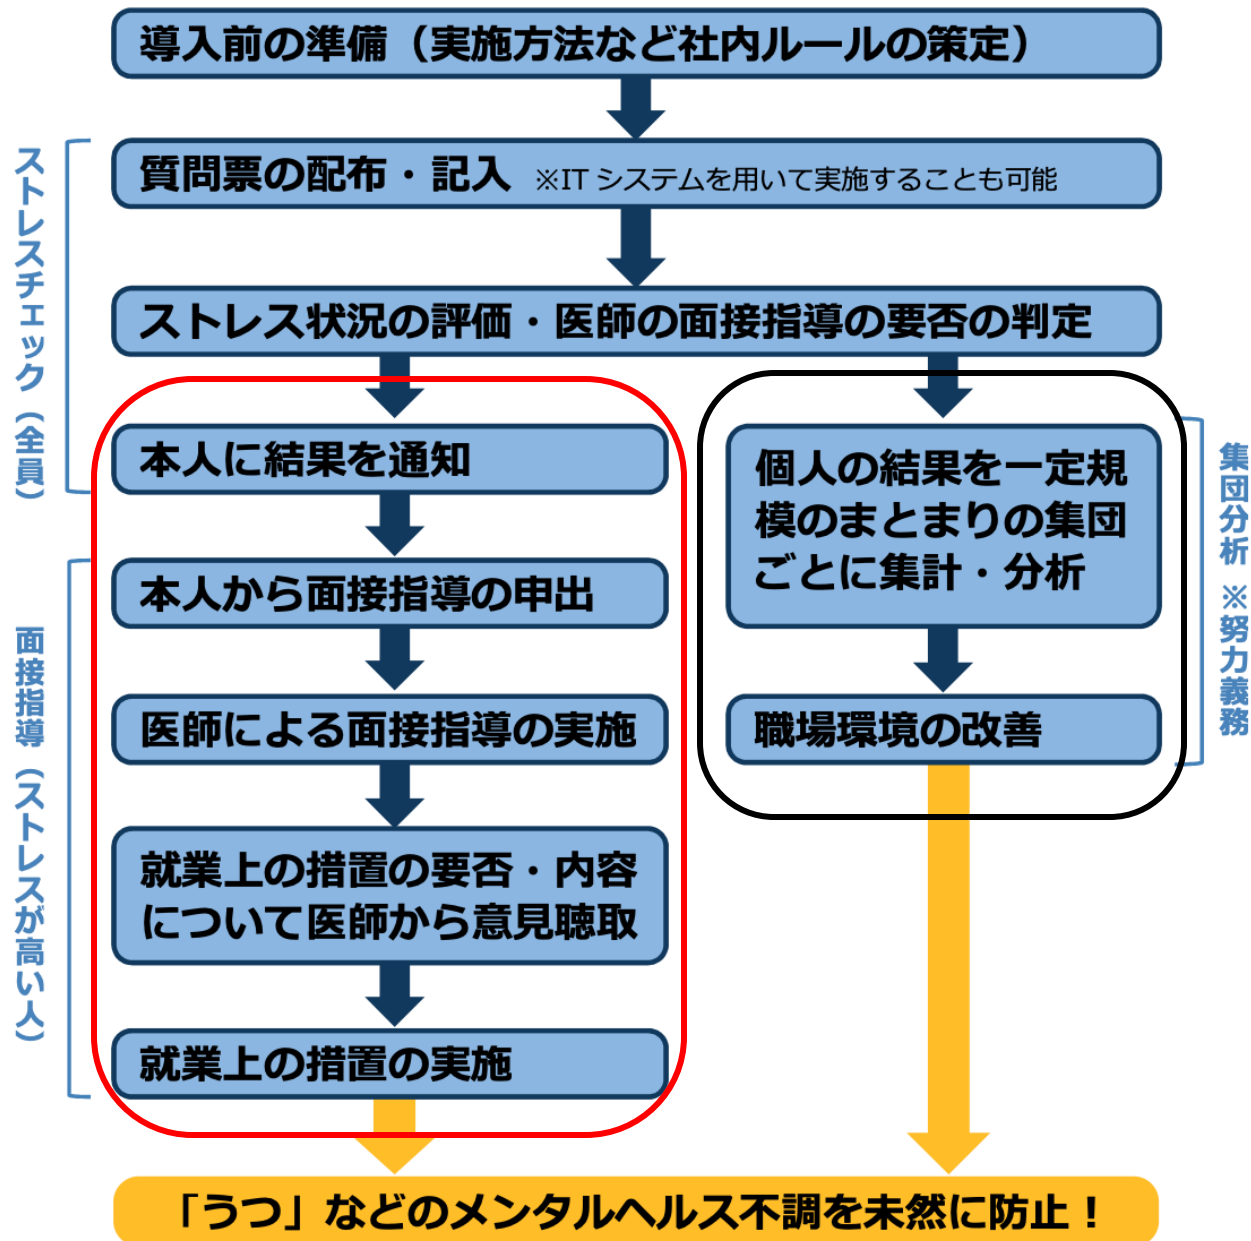 導入前の準備（実施方法など社内ルールの策定）
ストレスチェック（全員）
質問票の配布・記入 ※IT システムを用いて実施することも可能
ストレス状況の評価・医師の面接指導の要否の判定
本人に結果を通知
面接指導（ストレスが高い人）
本人から面接指導の申出
医師による面接指導の実施
就業上の措置の要否・内容
について医師から意見聴取
就業上の措置の実施
個人の結果を一定規
模のまとまりの集団
ごとに集計・分析
職場環境の改善
集団分析 ※努力義務
「うつ」などのメンタルヘルス不調を未然に防止！